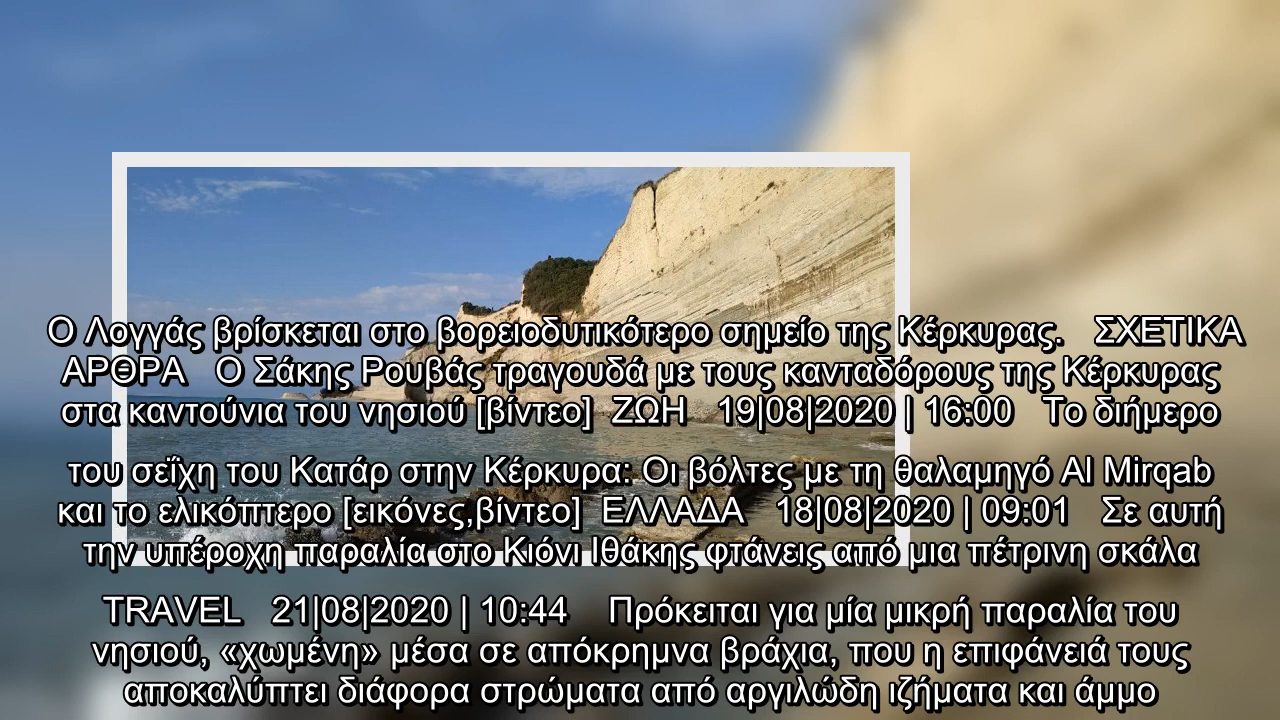 Ο Λογγάς βρίσκεται στο βορειοδυτικότερο σημείο της Κέρκυρας. ΣΧΕΤΙΚΑ
ΑΡΘΡΑ Ο Σάκης Ρουβάς τραγουδά με τους κανταδόρους της Κέρκυρας
στα καντούνια του νησιού [βίντεο] ΖΩΗ 19|08|2020 | 16:00 Το διήμερο
του σεΐχη του Κατάρ στην Κέρκυρα: Οι βόλτες με τη θαλαμηγό Al Mirqab
και το ελικόπτερο [εικόνες,βίντεο] ΕΛΛΑΔΑ 18|08|2020 | 09:01 Σε αυτή
την υπέροχη παραλία στο Κιόνι Ιθάκης φτάνεις από μια πέτρινη σκάλα
TRAVEL 21|08|2020 | 10:44 Πρόκειται για μία μικρή παραλία του
νησιού, «χωμένη» μέσα σε απόκρημνα βράχια, που η επιφάνειά τους
αποκαλύπτει διάφορα στρώματα από αργιλώδη ιζήματα και άμμο